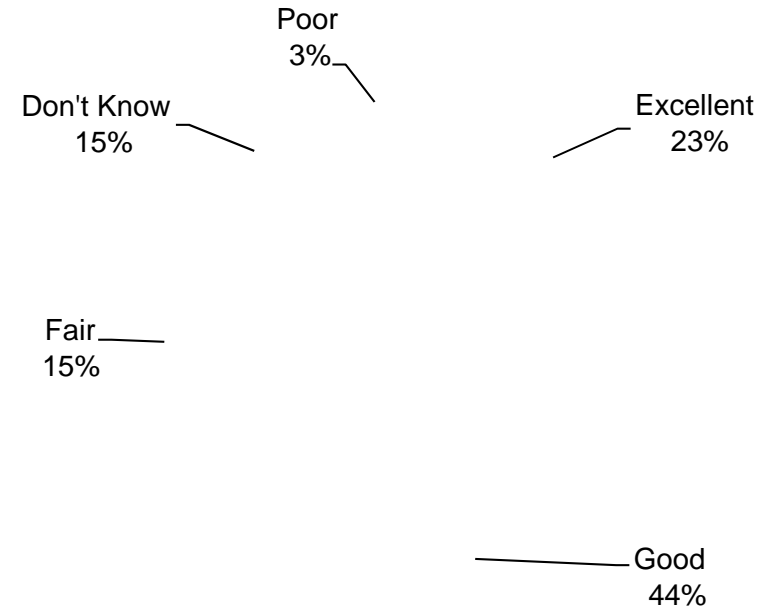 Poor
3%
Don't Know
15%
Excellent
23%
Fair
15%
Good
44%